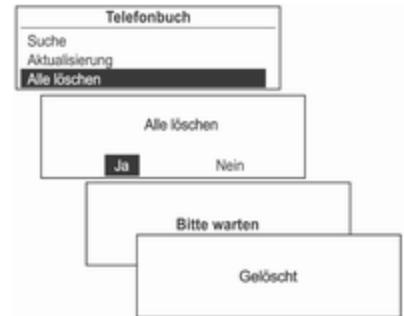 Telefonbuch
Suche
Aktualisierung
Alle löschen
Alle löschen
Ja Nein
Bitte warten
Gelöscht